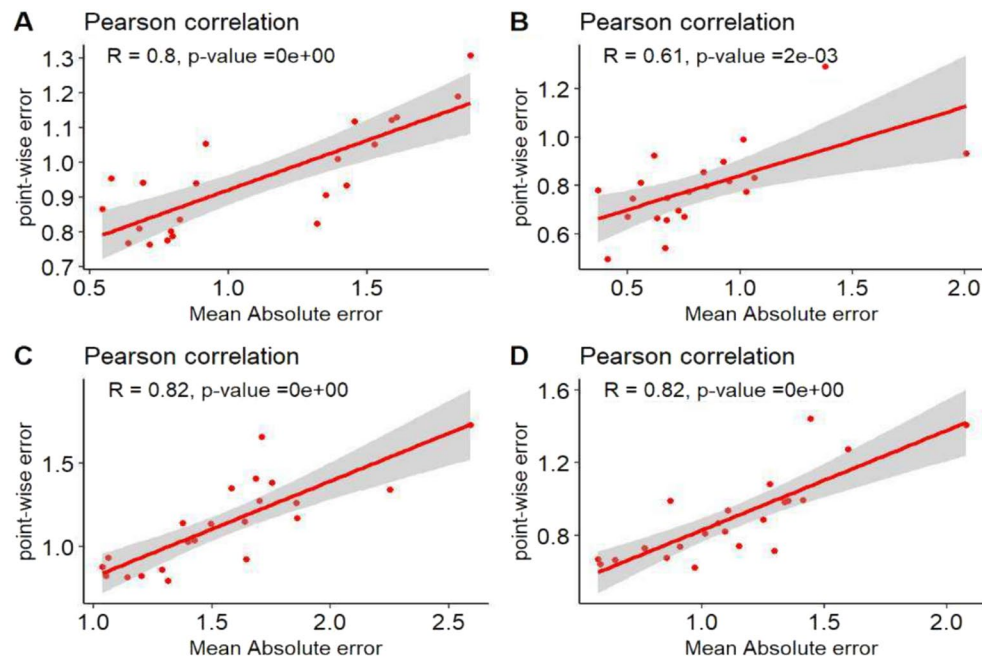 A Pearson correlation
R = 0.8, p-value =0e+00
point-wise error
1.3
1.2
1.1
1.0
0.9
0.8
0.7
0.5 1.0 1.5
Mean Absolute error
B Pearson correlation
R = 0.61, p-value =2e-03
point-wise error
1.2
1.0
0.8
0.6
0.5 1.0 1.5 2.0
Mean Absolute error
C Pearson correlation
R = 0.82, p-value =0e+00
point-wise error
1.5
1.0
1.0 1.5 2.0 2.5
Mean Absolute error
D Pearson correlation
R = 0.82, p-value =0e+00
point-wise error
1.6
1.2
0.8
1.0 1.5 2.0
Mean Absolute error